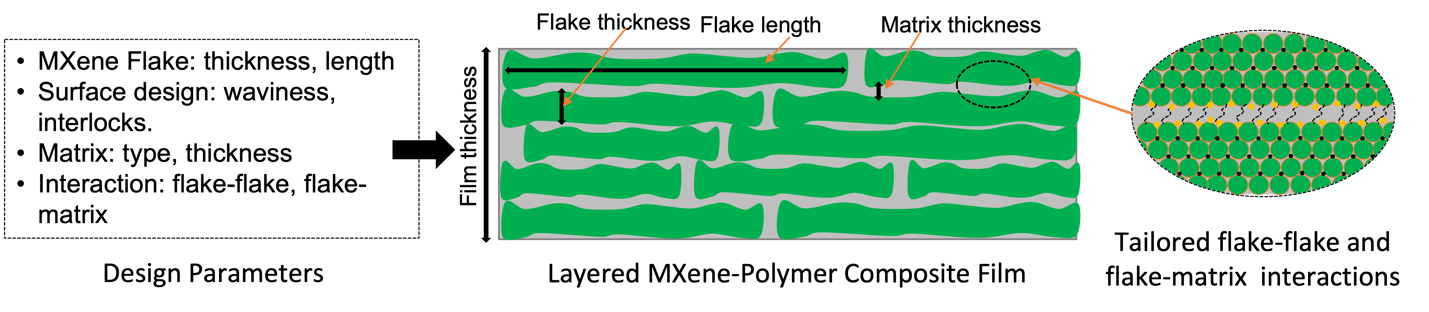 • MXene Flake: thickness, length
• Surface design: waviness,
interlocks.
• Matrix: type, thickness
• Interaction: flake-flake, flake-
matrix
Design Parameters
Film thickness
Flake thickness
Flake length
Matrix thickness
Layered MXene-Polymer Composite Film
Tailored flake-flake and
flake-matrix interactions